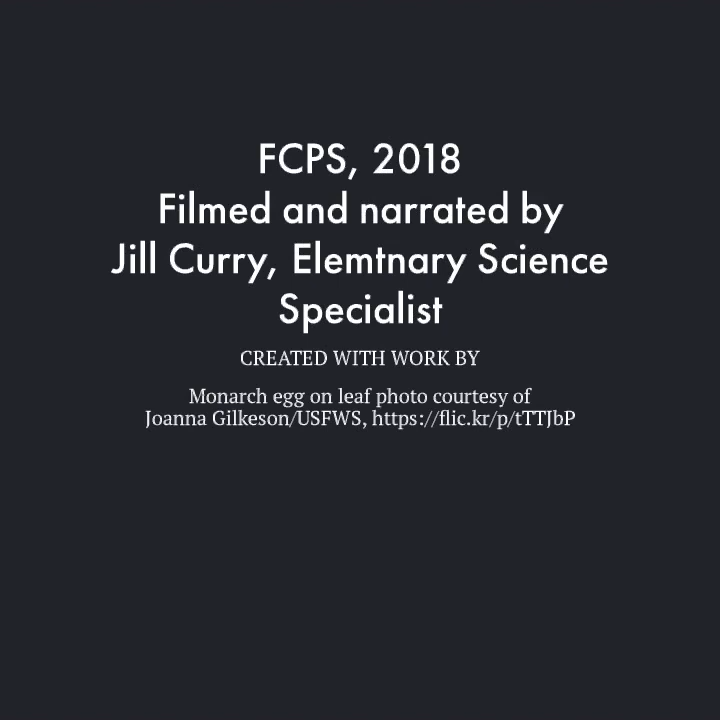 FCPS, 2018
Filmed and narrated by
Jill Curry, Elemtnary Science
Specialist
CREATED WITH WORK BY
Monarch egg on leaf photo courtesy of
Joanna Gilkeson/USFWS, https://flic.kr/p/tTTJbP